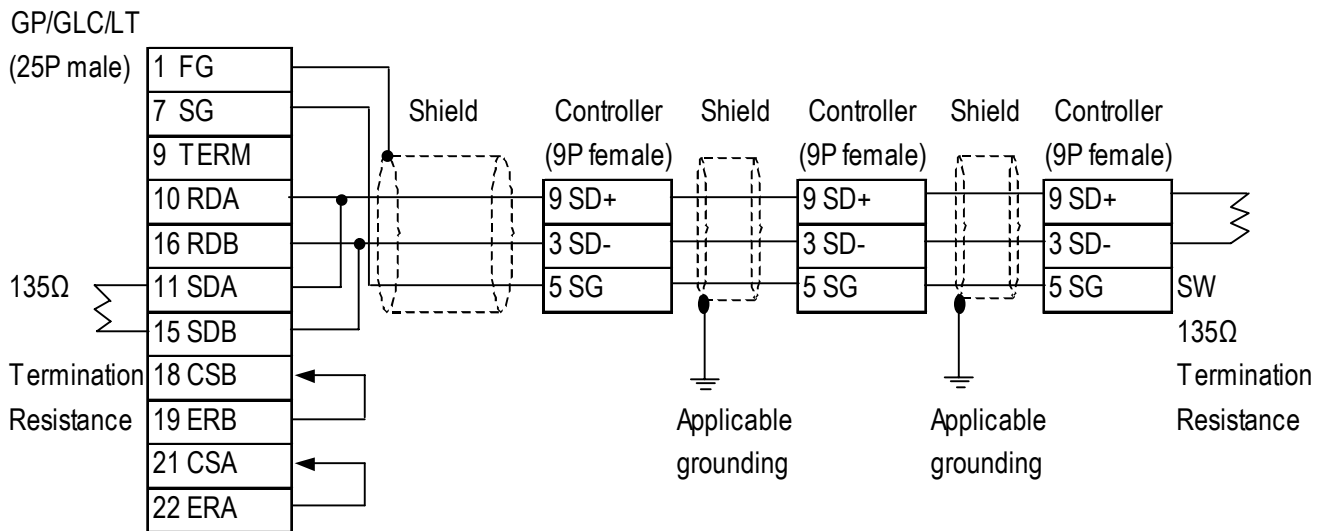 GP/GLC/LT
(25P male)
1 FG
7 SG
9 TERM
10 RDA
16 RDB
11 SDA
15 SDB
18 CSB
19 ERB
21 CSA
22 ERA
135Ω
Termination
Resistance
Shield
Controller
(9P female)
9 SD+
3 SD-
5 SG
Shield
Applicable
grounding
Controller
(9P female)
9 SD+
3 SD-
5 SG
Shield
Applicable
grounding
Controller
(9P female)
9 SD+
3 SD-
5 SG
SW
135Ω
Termination
Resistance